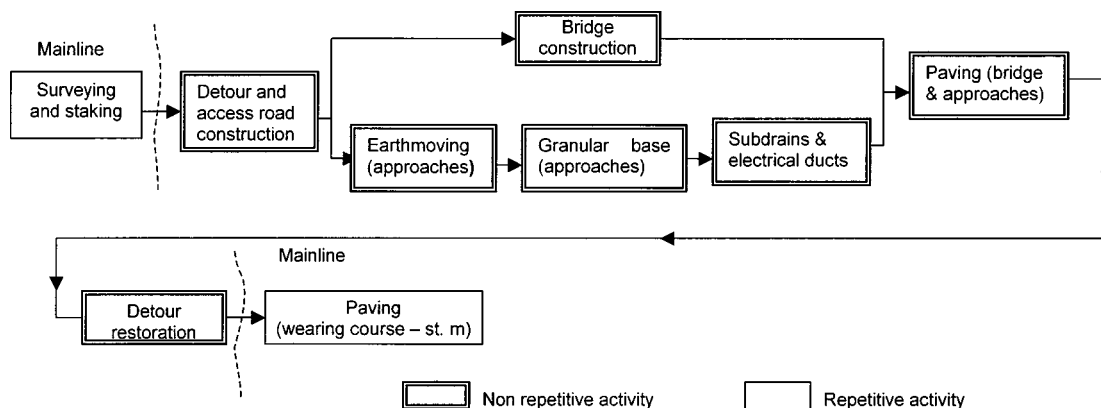 Mainline
Surveying
and staking
Detour and
access road
construction
Bridge
construction
Earthmoving
(approaches)
Granular base
(approaches)
Subdrains &
electrical ducts
Paving (bridge
& approaches)
Mainline
Detour
restoration
Paving
(wearing course – st. m)
Non repetitive activity
Repetitive activity